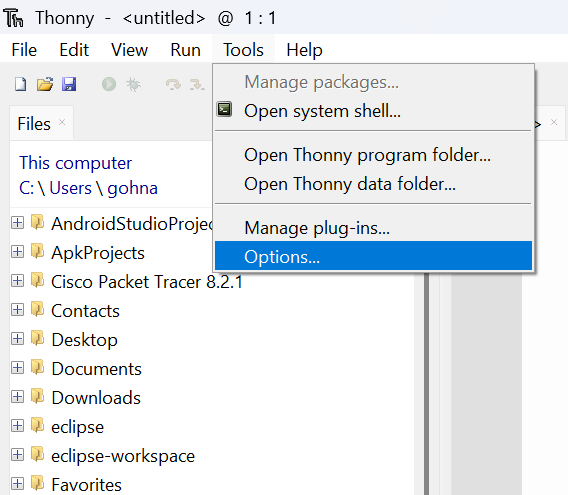 Thonny - <untitled> @ 1 : 1
File Edit View Run Tools Help
Manage packages...
Open system shell...
Open Thonny program folder...
Open Thonny data folder...
Manage plug-ins...
Options...
Files ×
This computer
C: \ Users \ gohna
AndroidStudioProjec
ApkProjects
Cisco Packet Tracer 8.2.1
Contacts
Desktop
Documents
Downloads
eclipse
eclipse-workspace
Favorites